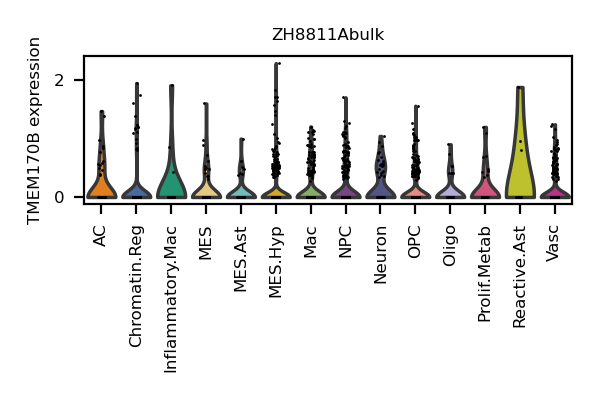 ZH8811Abulk
TMEM170B expression
2
0
AC
Chromatin.Reg
Inflammatory.Mac
MES
MES.Ast
MES.Hyp
Mac
NPC
Neuron
OPC
Oligo
Prolif.Metab
Reactive.Ast
Vasc